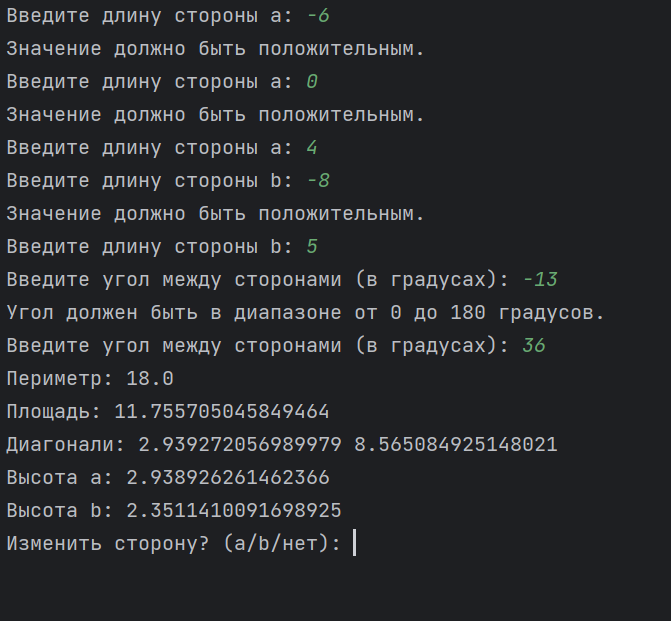 Введите длину стороны a: -6
Значение должно быть положительным.
Введите длину стороны a: 0
Значение должно быть положительным.
Введите длину стороны a: 4
Введите длину стороны b: -8
Значение должно быть положительным.
Введите длину стороны b: 5
Введите угол между сторонами (в градусах): -13
Угол должен быть в диапазоне от 0 до 180 градусов.
Введите угол между сторонами (в градусах): 36
Периметр: 18.0
Площадь: 11.755705045849464
Диагонали: 2.939272056989979 8.565084925148021
Высота a: 2.938926261462366
Высота b: 2.3511410091698925
Изменить сторону? (a/b/нет):